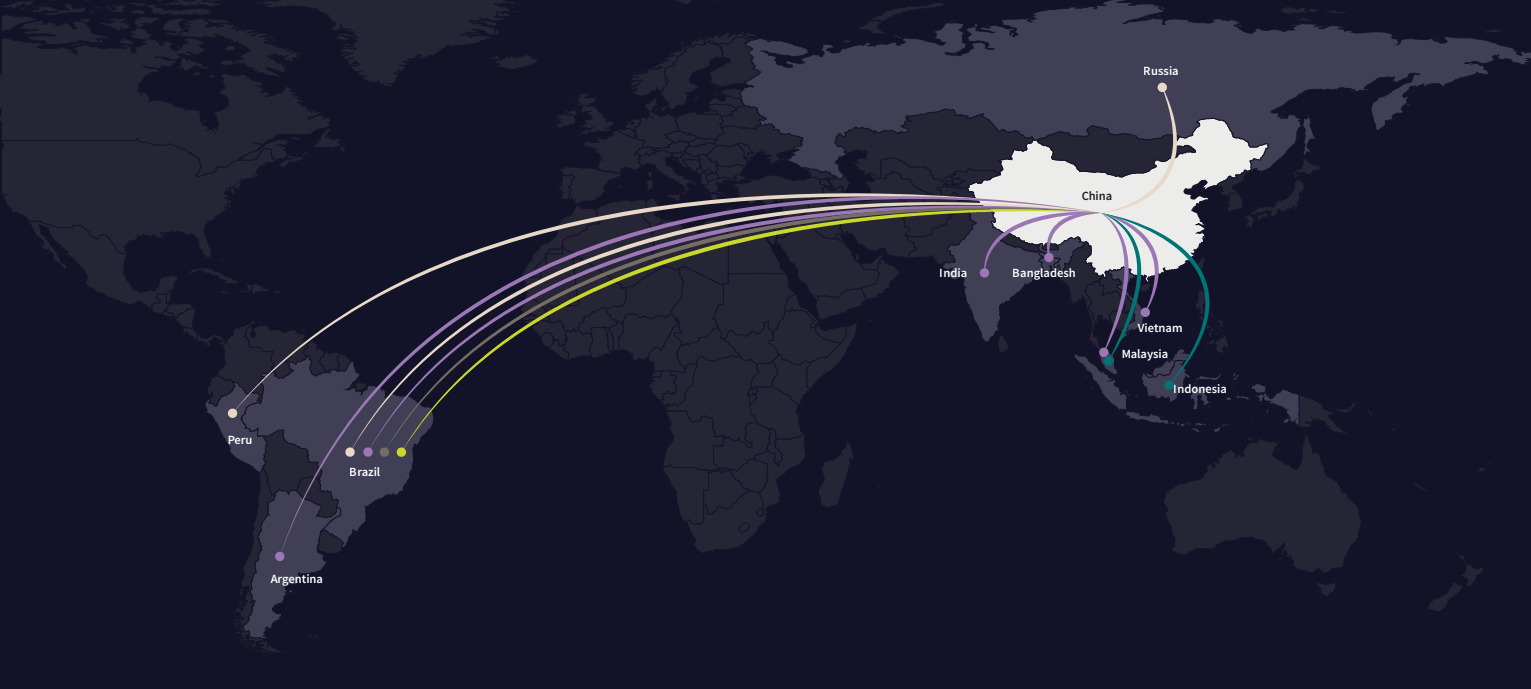 Russia
China
India
Bangladesh
Vietnam
Malaysia
Indonesia
Peru
Brazil
Argentina